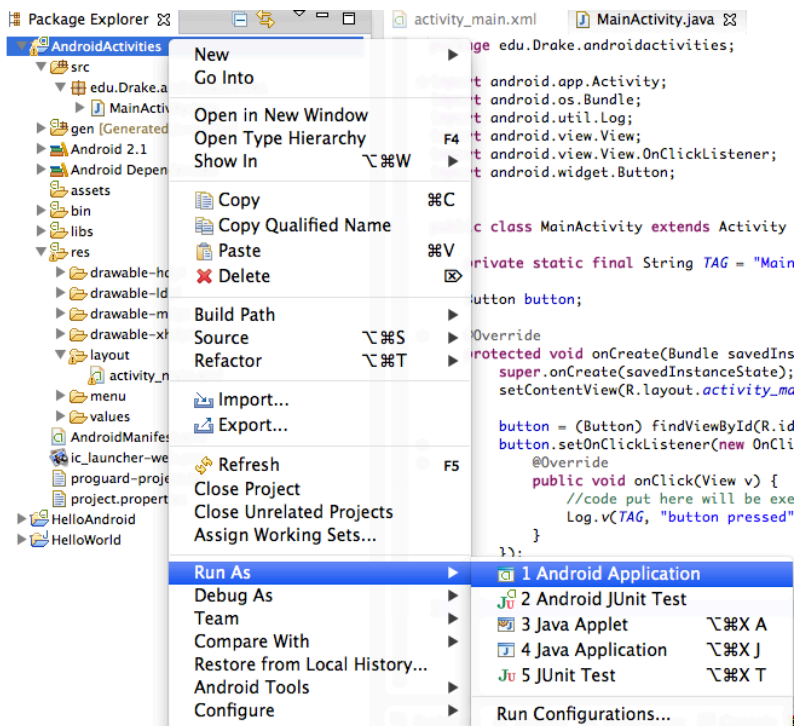 Package Explorer
activity_main.xml
MainActivity.java
AndroidActivities
src
edu.Drake.a
MainActiv
gen [Generated
Android 2.1
Android Depen
assets
bin
libs
res
drawable-hd
drawable-ld
drawable-m
drawable-xh
layout
activity_m
menu
values
AndroidManifes
ic_launcher-we
proguard-proje
project.propert
HelloAndroid
HelloWorld
New
Go Into
Open in New Window
Open Type Hierarchy F4
Show In ⌥⌘W
Copy ⌘C
Copy Qualified Name
Paste ⌘V
Delete ⌦
Build Path
Source ⌥⌘S
Refactor ⌥⌘T
Import...
Export...
Refresh F5
Close Project
Close Unrelated Projects
Assign Working Sets...
Run As
Debug As
Team
Compare With
Restore from Local History...
Android Tools
Configure
ge edu.Drake.androidactivities;
t android.app.Activity;
t android.os.Bundle;
t android.util.Log;
t android.view.View;
t android.view.View.OnClickListener;
t android.widget.Button;
c class MainActivity extends Activity
rivate static final String TAG = "Main
utton button;
Override
rotected void onCreate(Bundle savedIns
super.onCreate(savedInstanceState);
setContentView(R.layout.activity_ma
button = (Button) findViewById(R.id
button.setOnClickListener(new OnCli
@Override
public void onClick(View v) {
//code put here will be exe
Log.v(TAG, "button pressed"
}
});
1 Android Application
2 Android JUnit Test
3 Java Applet ⌥⌘X A
4 Java Application ⌥⌘X J
5 JUnit Test ⌥⌘X T
Run Configurations...